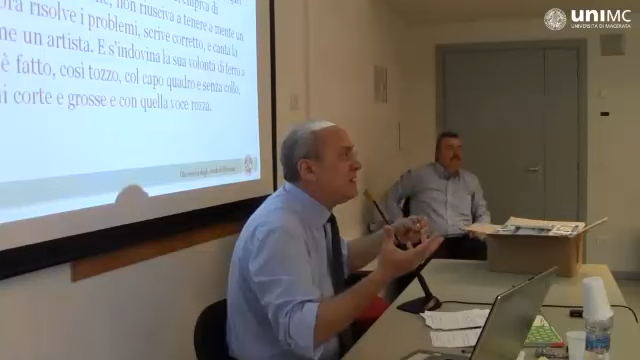 ora risolve i problemi, scrive corretto, e canta la
me un artista. E s'indovina la sua volontà di ferro a
è fatto, così tozzo, col capo quadro e senza collo,
ni corte e grosse e con quella voce rozza.
non riusciva a tenere a mente un
UNIMC
UNIVERSITÀ DI MACERATA